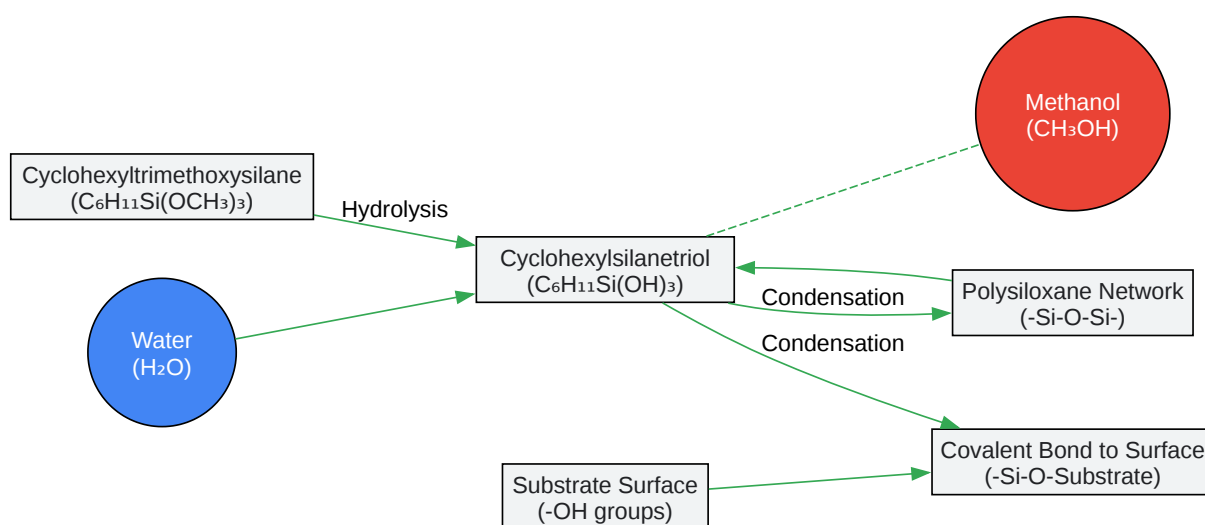 Methanol
(CH₃OH)
Cyclohexyltrimethoxysilane
(C₆H₁₁Si(OCH₃)₃)
Hydrolysis
Cyclohexylsilanetriol
(C₆H₁₁Si(OH)₃)
Condensation
Polysiloxane Network
(-Si-O-Si-)
Water
(H₂O)
Condensation
Covalent Bond to Surface
(-Si-O-Substrate)
Substrate Surface
(-OH groups)